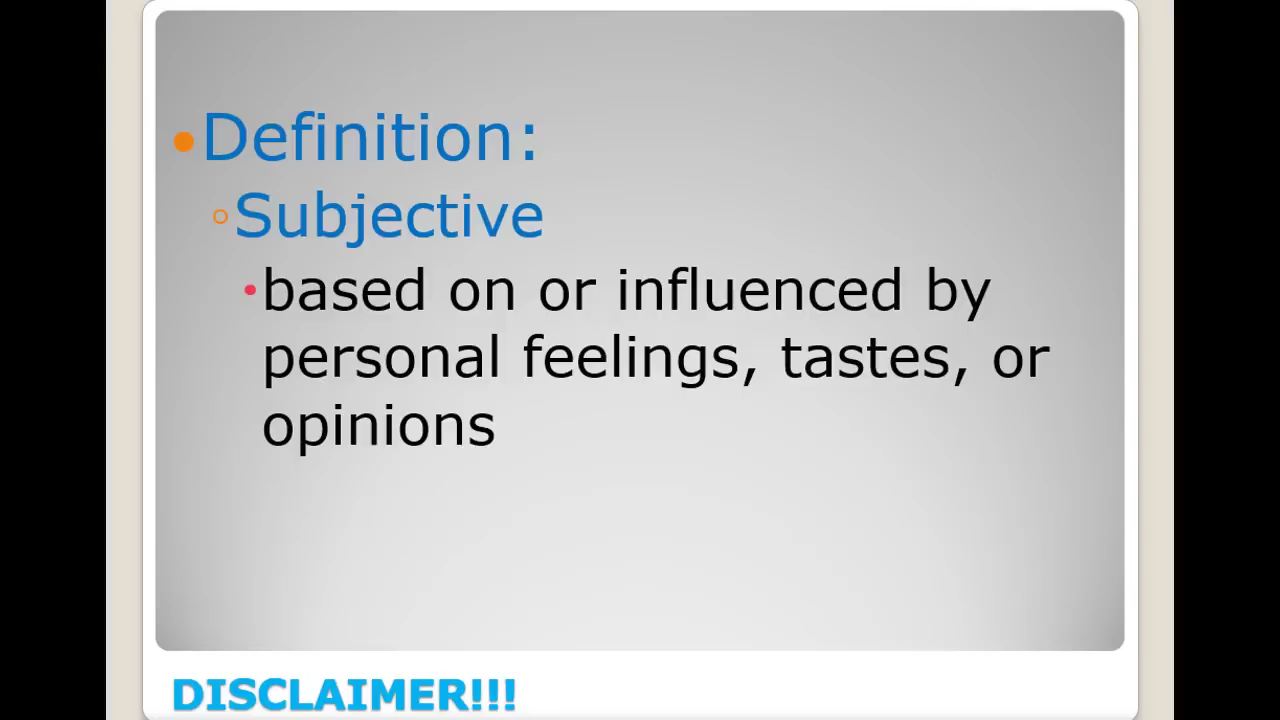 Definition:
Subjective
based on or influenced by
personal feelings, tastes, or
opinions
DISCLAIMER!!!